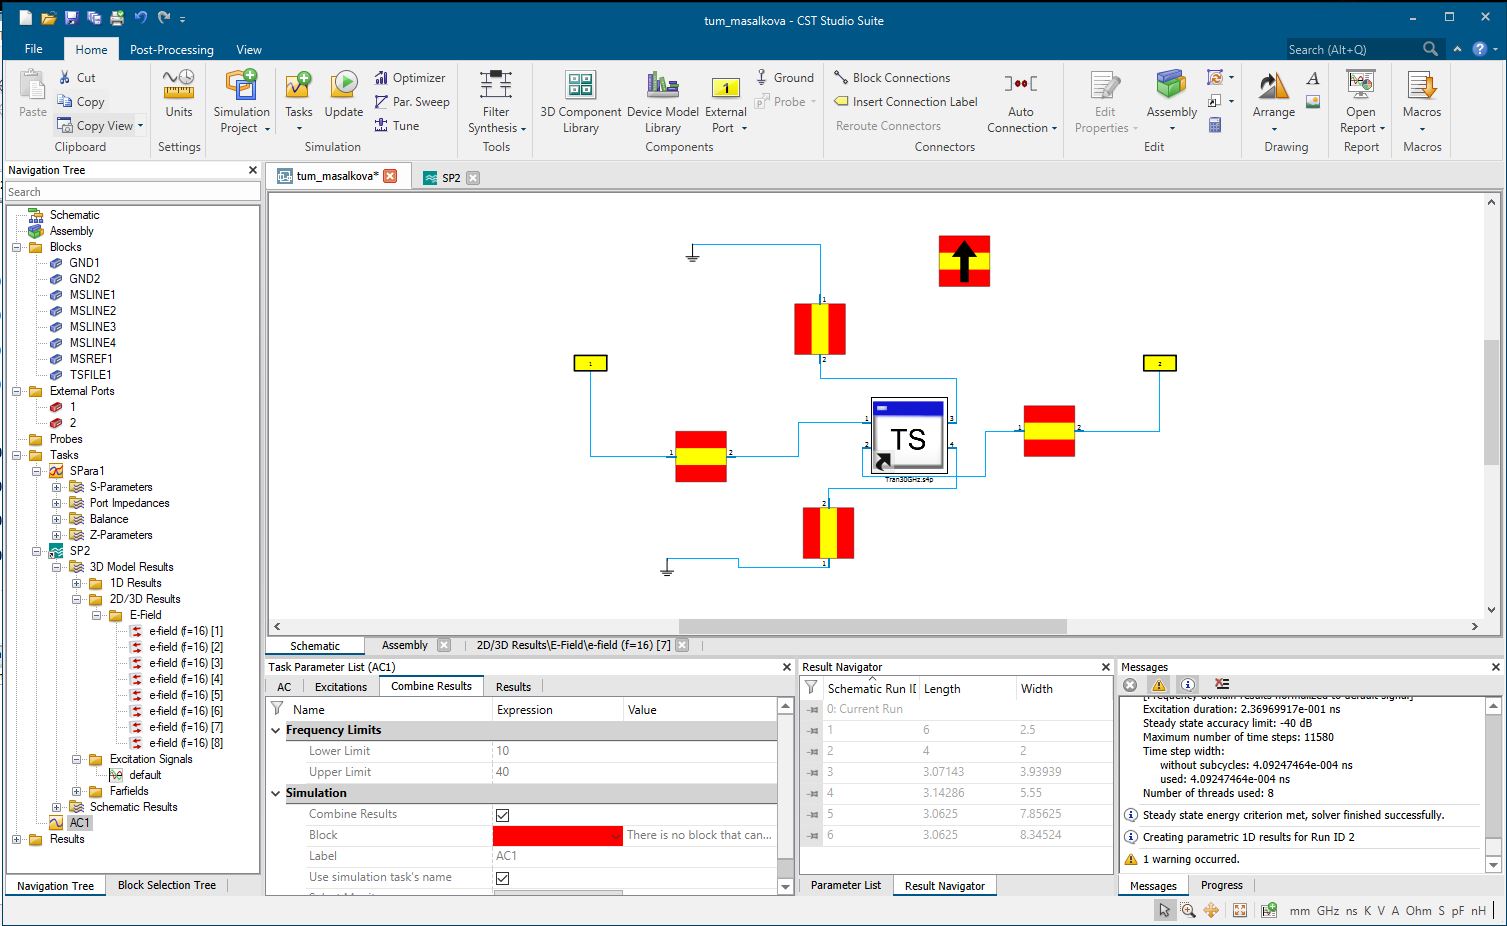 tum_masalkova - CST Studio Suite
File Home Post-Processing View Search (Alt+Q)
Paste
Cut
Copy
Copy View
Clipboard
Units
Settings
Simulation Project
Tasks
Update
Optimizer
Par. Sweep
Tune
Simulation
Filter Synthesis
Tools
3D Component Library
Device Model Library
1
External Port
Ground
Probe
Components
Block Connections
Insert Connection Label
Reroute Connectors
Auto Connection
Connectors
Edit Properties
Assembly
Edit
Arrange
A
Drawing
Open Report
Report
Macros
Macros
Navigation Tree
Search
Schematic
Assembly
Blocks
GND1
GND2
MSLINE1
MSLINE2
MSLINE3
MSLINE4
MSREF1
TSFILE1
External Ports
1
2
Probes
Tasks
SPara1
S-Parameters
Port Impedances
Balance
Z-Parameters
SP2
3D Model Results
1D Results
2D/3D Results
E-Field
e-field (f=16) [1]
e-field (f=16) [2]
e-field (f=16) [3]
e-field (f=16) [4]
e-field (f=16) [5]
e-field (f=16) [6]
e-field (f=16) [7]
e-field (f=16) [8]
Excitation Signals
default
Farfields
Schematic Results
AC1
Results
Navigation Tree Block Selection Tree
tum_masalkova* SP2
1
2
1
2
1 2
1
2
3
4
TS
Tran30GHz.s4p
1 2
2
1
Schematic Assembly 2D/3D Results\E-Field\e-field (f=16) [7]
Task Parameter List (AC1)
AC Excitations Combine Results Results
Name Expression Value
Frequency Limits
Lower Limit 10
Upper Limit 40
Simulation
Combine Results
Block There is no block that can...
Label AC1
Use simulation task's name
Result Navigator
Schematic Run ID Length Width
0: Current Run
1 6 2.5
2 4 2
3 3.07143 3.93939
4 3.14286 5.55
5 3.0625 7.85625
6 3.0625 8.34524
Parameter List Result Navigator
Messages
[Frequency domain results normalized to default signal]
Excitation duration: 2.36969917e-001 ns
Steady state accuracy limit: -40 dB
Maximum number of time steps: 11580
Time step width:
without subcycles: 4.09247464e-004 ns
used: 4.09247464e-004 ns
Number of threads used: 8
Steady state energy criterion met, solver finished successfully.
Creating parametric 1D results for Run ID 2
1 warning occurred.
Messages Progress
mm GHz ns K V A Ohm S pF nH